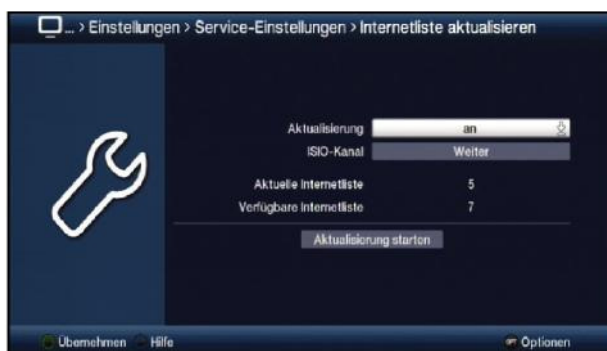 ... > Einstellungen > Service-Einstellungen > Internetliste aktualisieren
Aktualisierung an
ISIO-Kanal Weiter
Aktuelle Internetliste 5
Verfügbare Internetliste 7
Aktualisierung starten
Übernehmen Hilfe Optionen